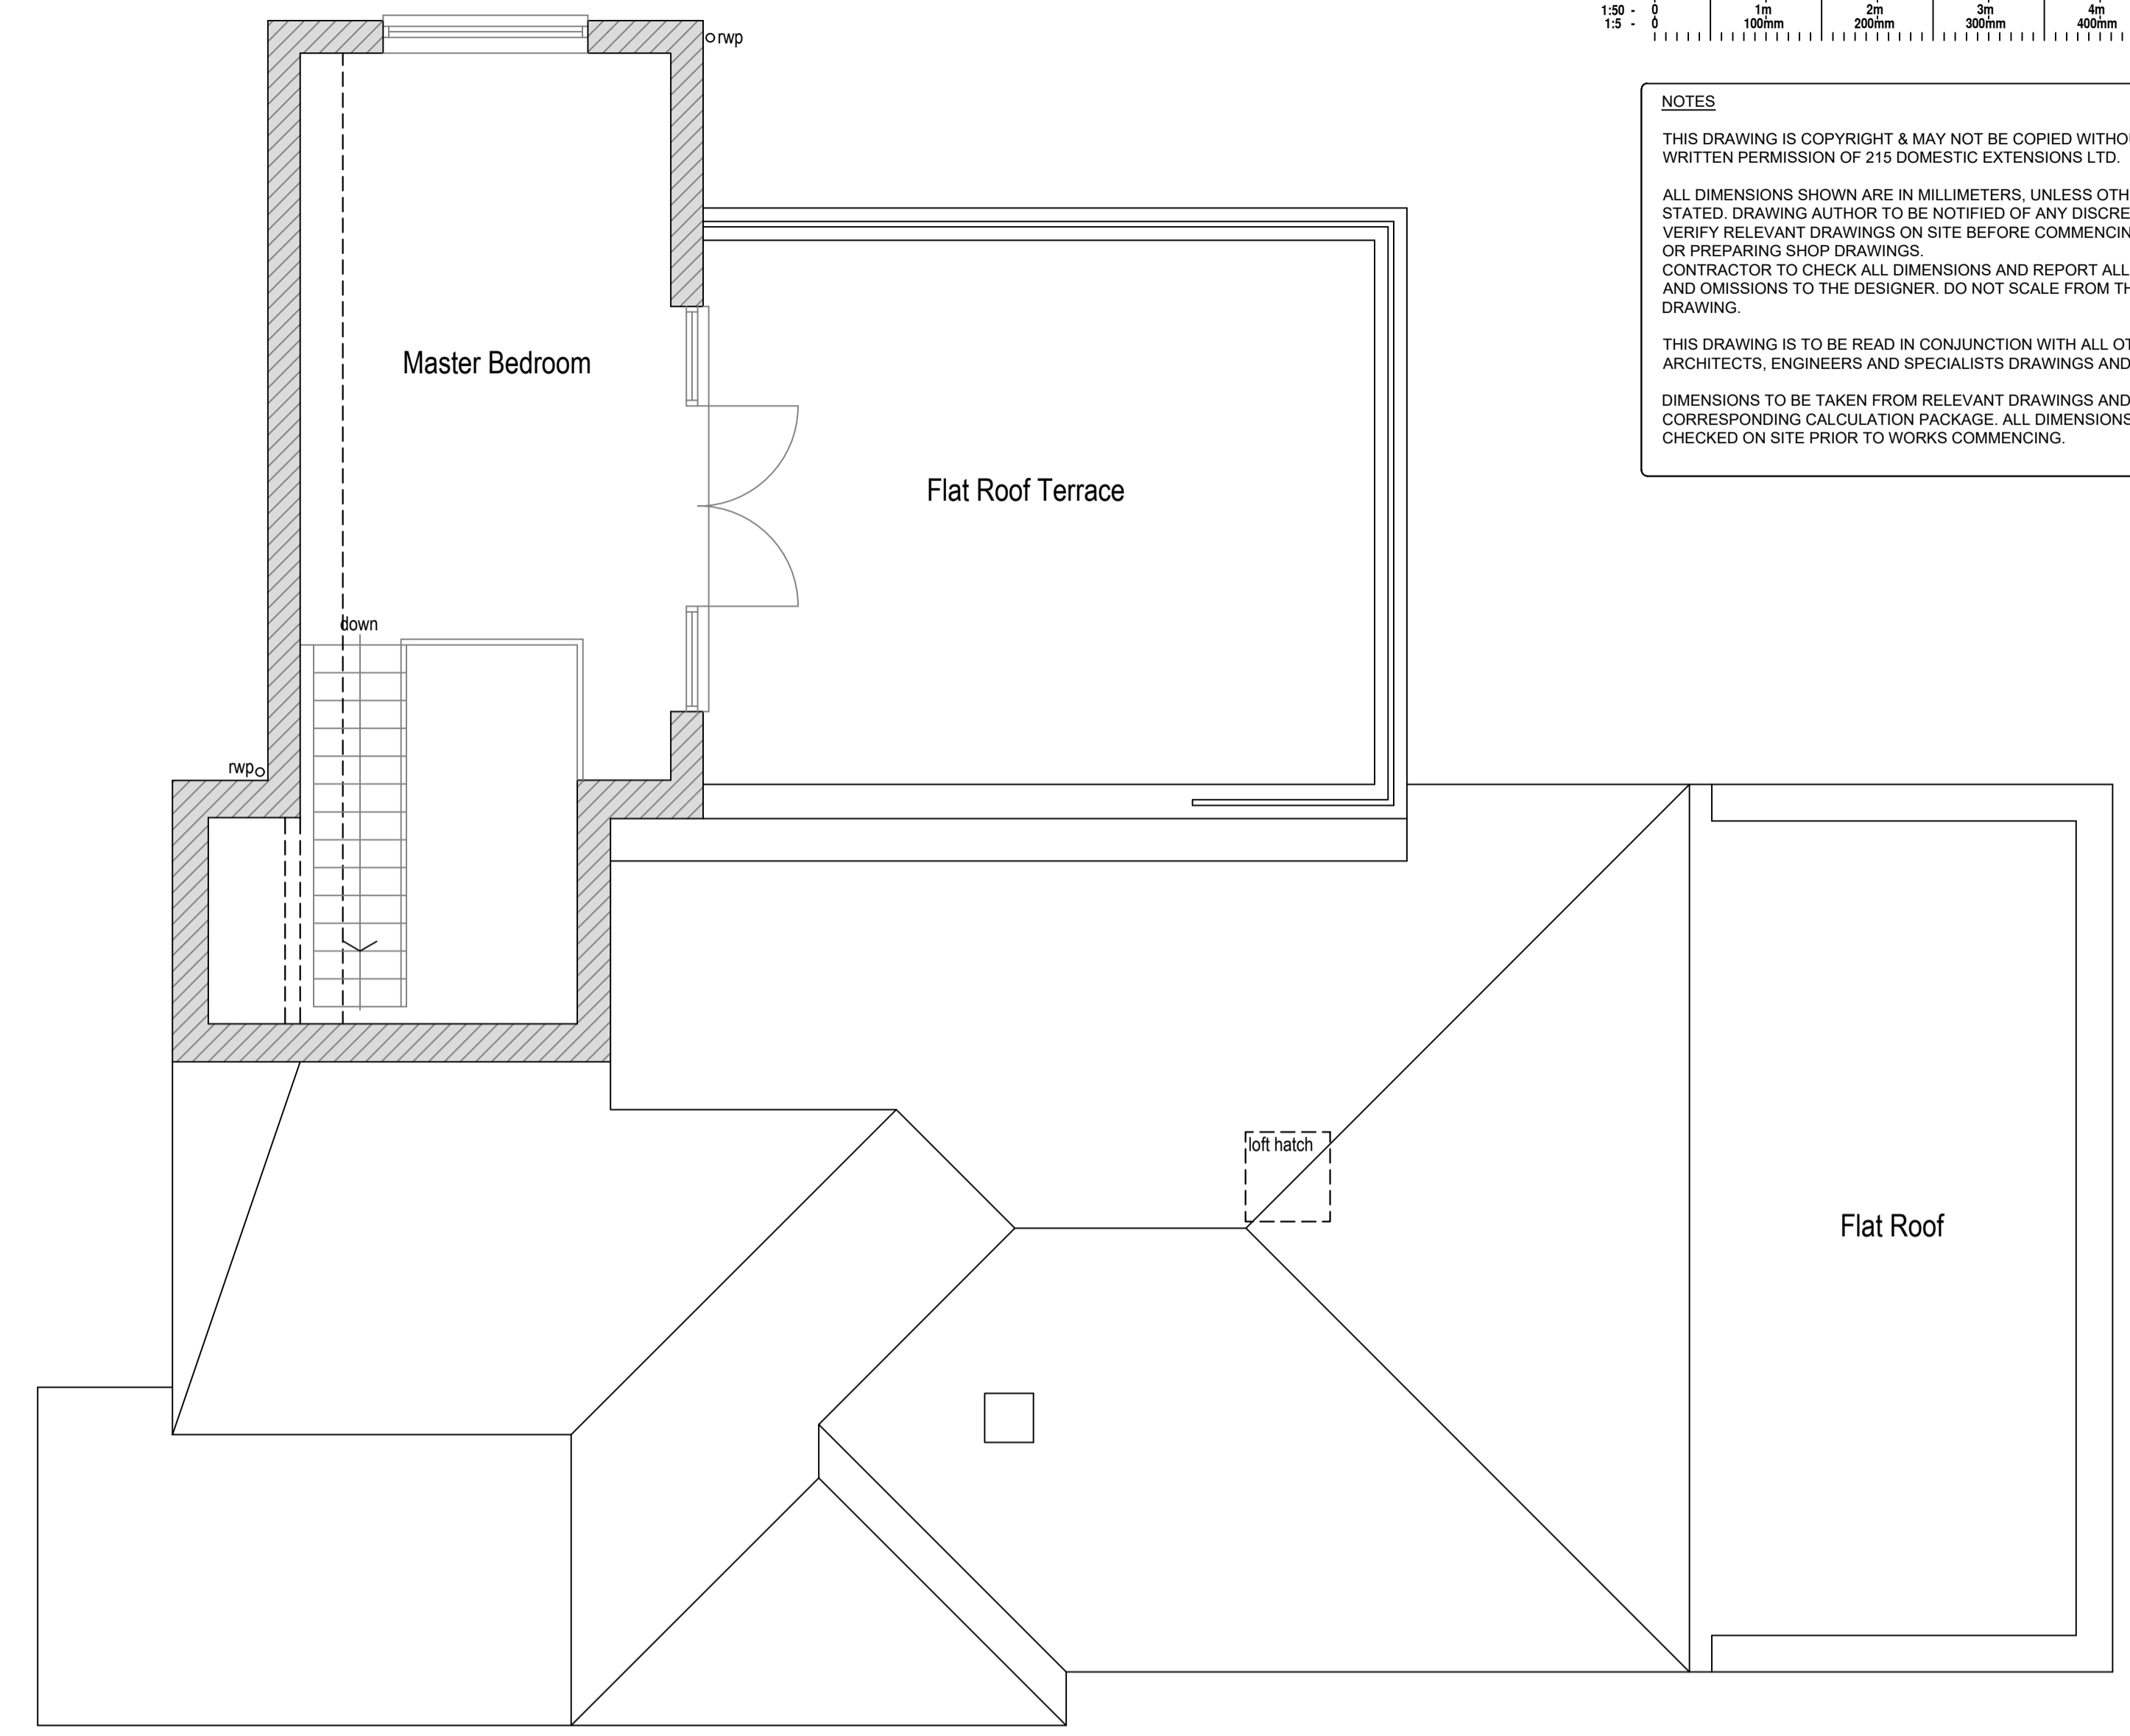 1:50 - 0 1m 2m 3m 4m
1:5 - 0 100mm 200mm 300mm 400mm
NOTES
THIS DRAWING IS COPYRIGHT & MAY NOT BE COPIED
WRITTEN PERMISSION OF 215 DOMESTIC EXTENSIONS LTD.
ALL DIMENSIONS SHOWN ARE IN MILLIMETERS, UNLESS
STATED. DRAWING AUTHOR TO BE NOTIFIED OF ANY
VERIFY RELEVANT DRAWINGS ON SITE BEFORE
OR PREPARING SHOP DRAWINGS.
CONTRACTOR TO CHECK ALL DIMENSIONS AND REPORT ALL
AND OMISSIONS TO THE DESIGNER. DO NOT SCALE FROM
DRAWING.
THIS DRAWING IS TO BE READ IN CONJUNCTION WITH ALL
ARCHITECTS, ENGINEERS AND SPECIALISTS DRAWINGS AND
DIMENSIONS TO BE TAKEN FROM RELEVANT DRAWINGS AND
CORRESPONDING CALCULATION PACKAGE. ALL DIMENSIONS
CHECKED ON SITE PRIOR TO WORKS COMMENCING.
rwp
Master Bedroom
Flat Roof Terrace
down
rwp
loft hatch
Flat Roof